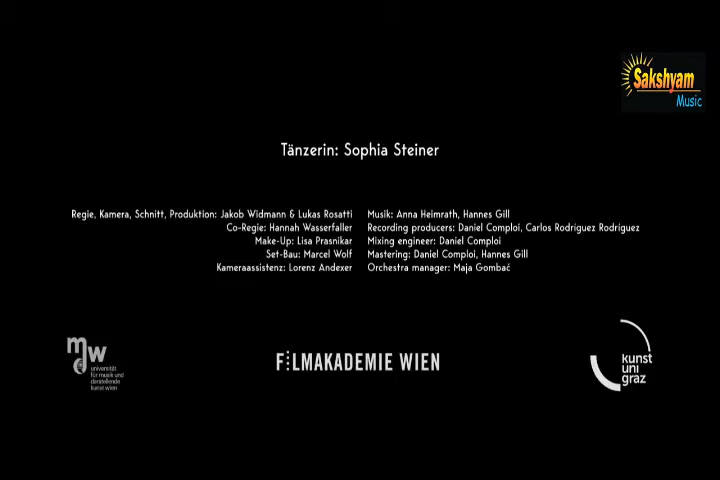 Sakshyam
Music
Tänzerin: Sophia Steiner
Regie, Kamera, Schnitt, Produktion: Jakob Widmann & Lukas Rosatti
Co-Regie: Hannah Wasserfaller
Make-Up: Lisa Prasnikar
Set-Bau: Marcel Wolf
Kameraassistenz: Lorenz Andexer
Musik: Anna Heimrath, Hannes Gill
Recording producers: Daniel Comploi, Carlos Rodríguez Rodríguez
Mixing engineer: Daniel Comploi
Mastering: Daniel Comploi, Hannes Gill
Orchestra manager: Maja Gombač
mdw
universität
für musik und
darstellende
kunst wien
FILMAKADEMIE WIEN
kunst
uni
graz